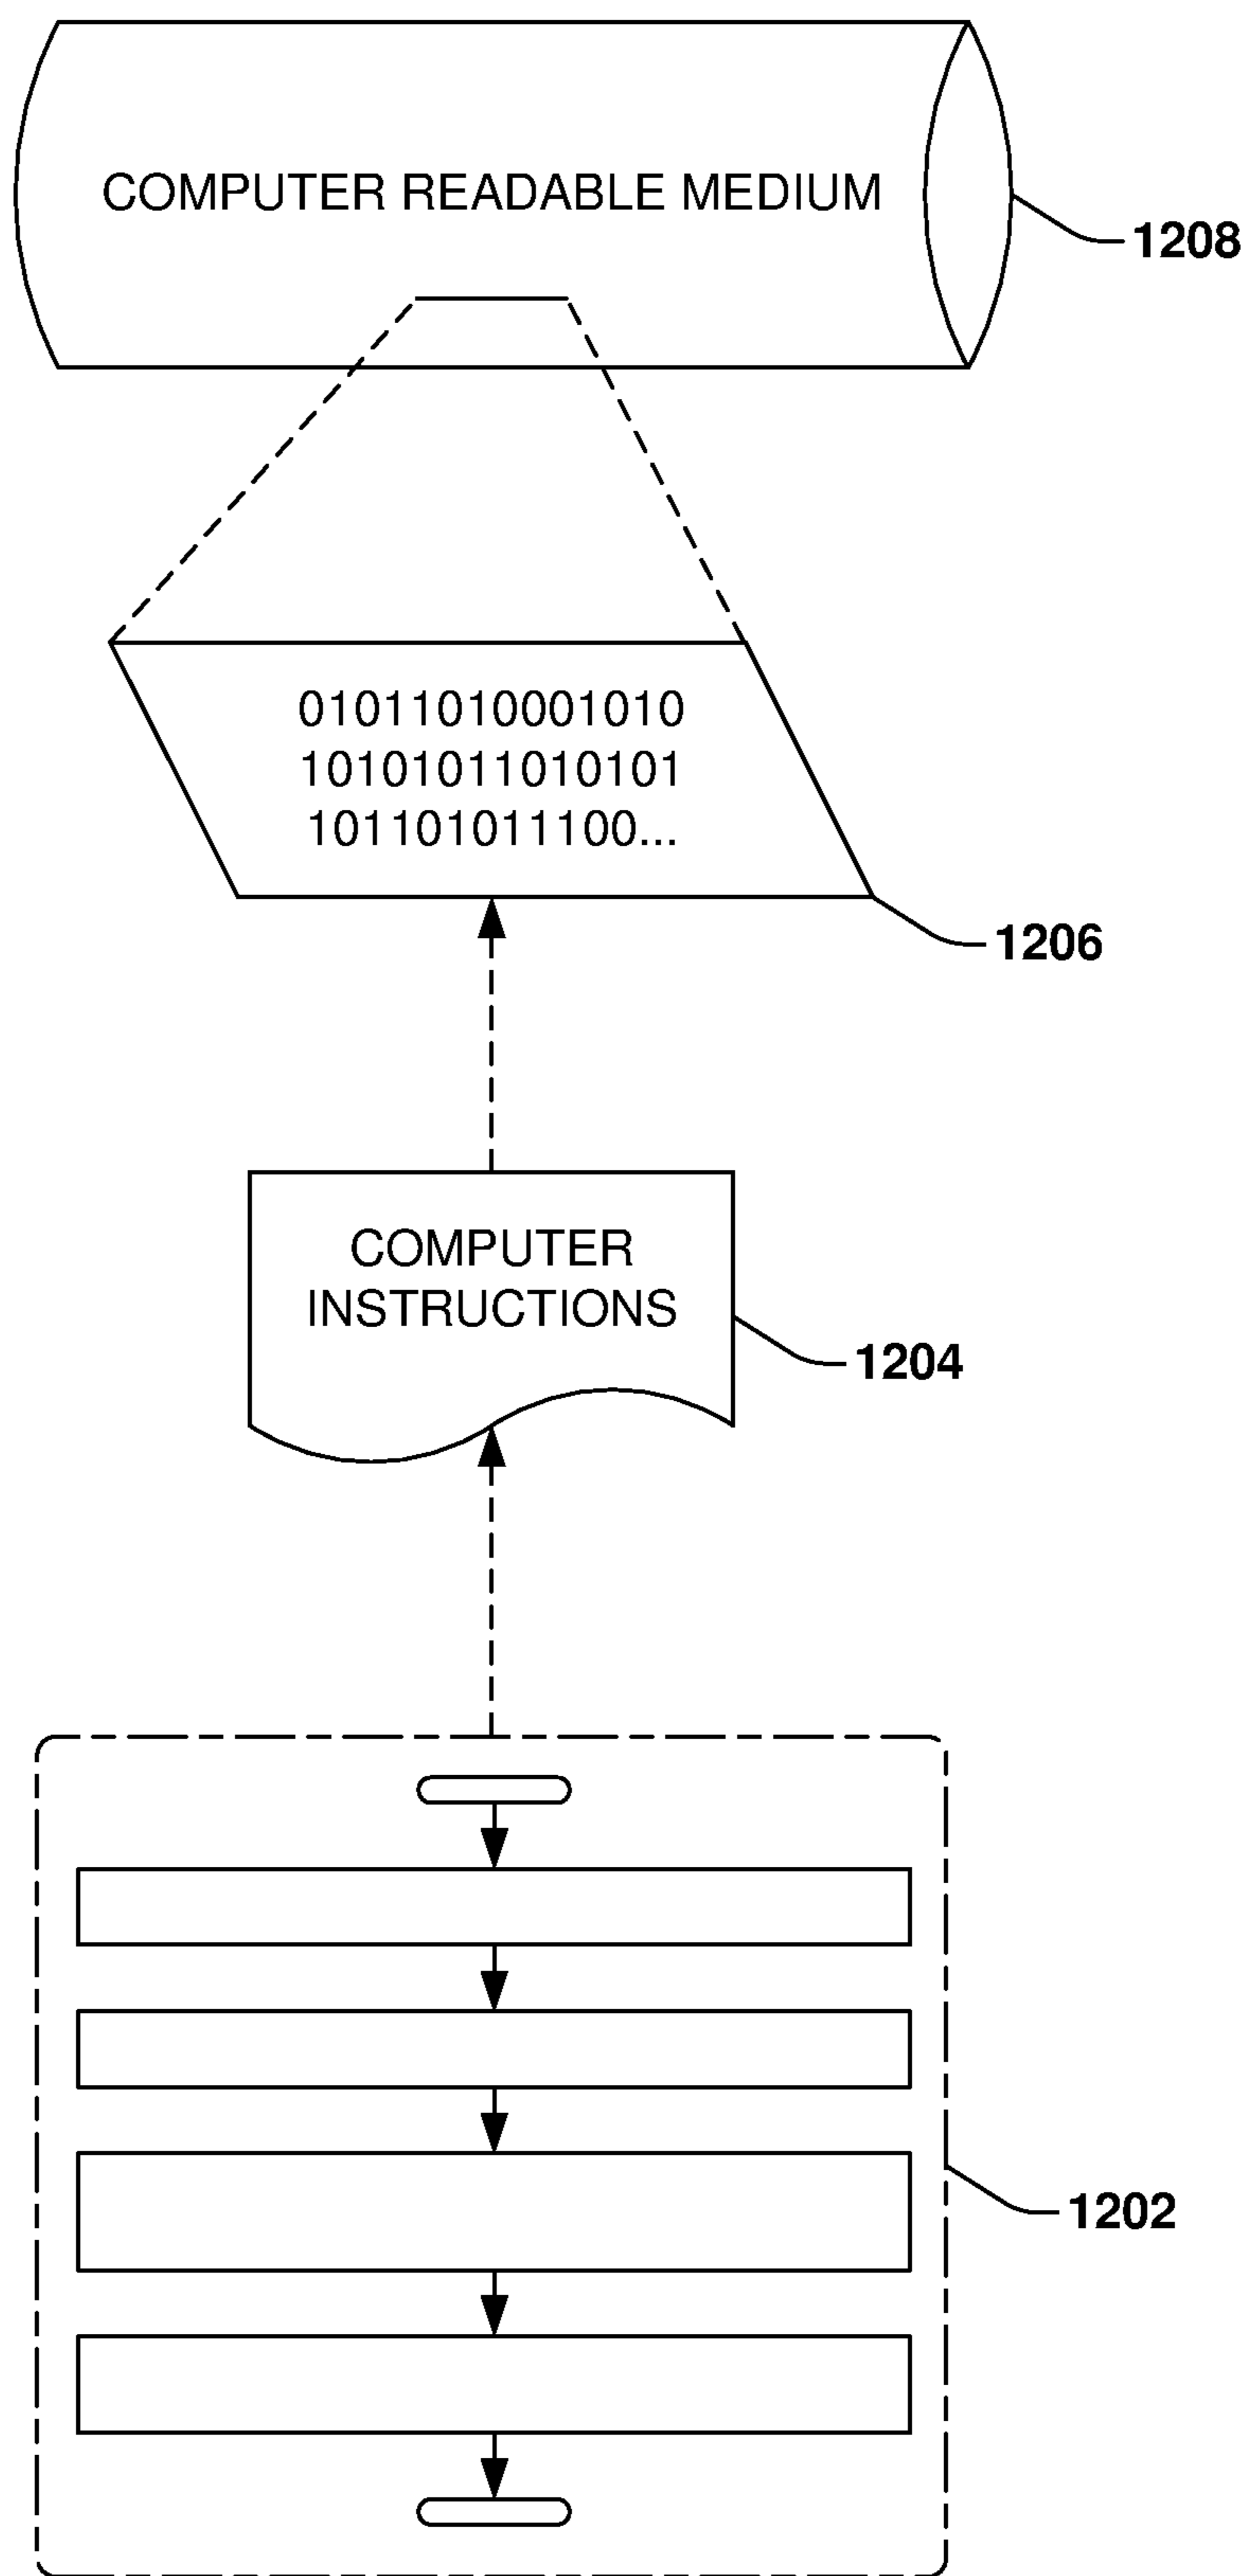 COMPUTER READABLE MEDIUM
1208
01011010001010
10101011010101
101101011100...
1206
COMPUTER
INSTRUCTIONS
1204
1202